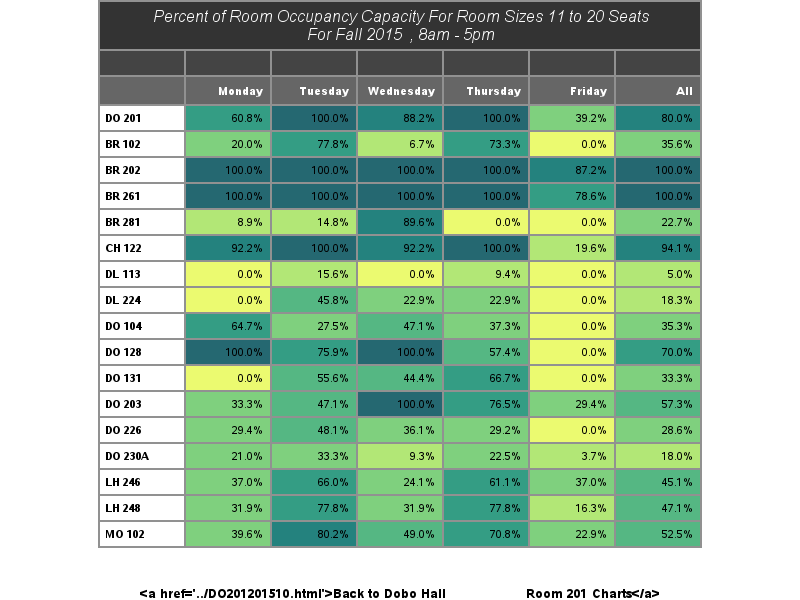 Percent of Room Occupancy Capacity For Room Sizes 11 to 20 Seats
For Fall 2015 , 8am - 5pm
Monday Tuesday Wednesday Thursday Friday All
DO 201 60.8% 100.0% 88.2% 100.0% 39.2% 80.0%
BR 102 20.0% 77.8% 6.7% 73.3% 0.0% 35.6%
BR 202 100.0% 100.0% 100.0% 100.0% 87.2% 100.0%
BR 261 100.0% 100.0% 100.0% 100.0% 78.6% 100.0%
BR 281 8.9% 14.8% 89.6% 0.0% 0.0% 22.7%
CH 122 92.2% 100.0% 92.2% 100.0% 19.6% 94.1%
DL 113 0.0% 15.6% 0.0% 9.4% 0.0% 5.0%
DL 224 0.0% 45.8% 22.9% 22.9% 0.0% 18.3%
DO 104 64.7% 27.5% 47.1% 37.3% 0.0% 35.3%
DO 128 100.0% 75.9% 100.0% 57.4% 0.0% 70.0%
DO 131 0.0% 55.6% 44.4% 66.7% 0.0% 33.3%
DO 203 33.3% 47.1% 100.0% 76.5% 29.4% 57.3%
DO 226 29.4% 48.1% 36.1% 29.2% 0.0% 28.6%
DO 230A 21.0% 33.3% 9.3% 22.5% 3.7% 18.0%
LH 246 37.0% 66.0% 24.1% 61.1% 37.0% 45.1%
LH 248 31.9% 77.8% 31.9% 77.8% 16.3% 47.1%
MO 102 39.6% 80.2% 49.0% 70.8% 22.9% 52.5%
<a href='../DO201201510.html'>Back to Dobo Hall Room 201 Charts</a>